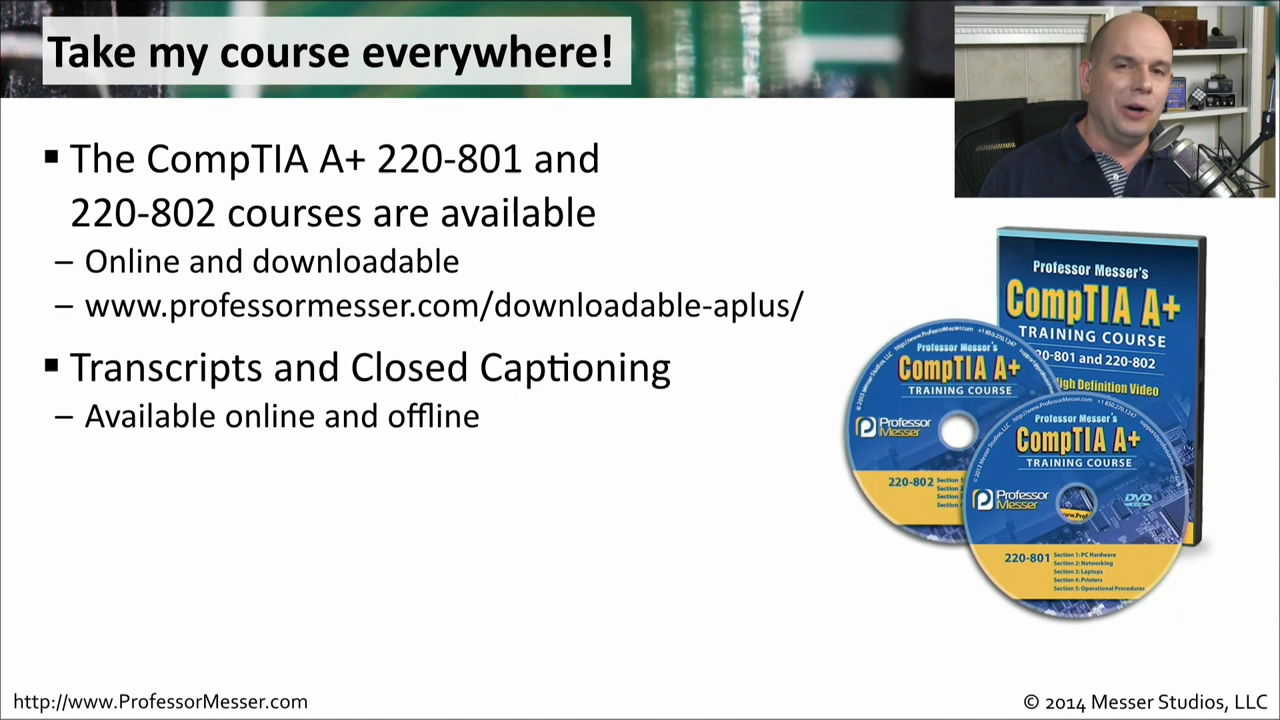 Take my course everywhere!
▪ The CompTIA A+ 220-801 and
220-802 courses are available
– Online and downloadable
– www.professormesser.com/downloadable-aplus/
▪ Transcripts and Closed Captioning
– Available online and offline
Professor Messer's
CompTIA A+
TRAINING COURSE
20-801 and 220-802
High Definition Video
Professor Messer's
CompTIA A+
TRAINING COURSE
Professor
Messer
220-802
Section 1
Professor Messer's
CompTIA A+
TRAINING COURSE
Professor
Messer
DVD
220-801
Section 1: PC Hardware
Section 2: Networking
Section 3: Laptops
Section 4: Printers
Section 5: Operational Procedures
http://www.ProfessorMesser.com
© 2014 Messer Studios, LLC